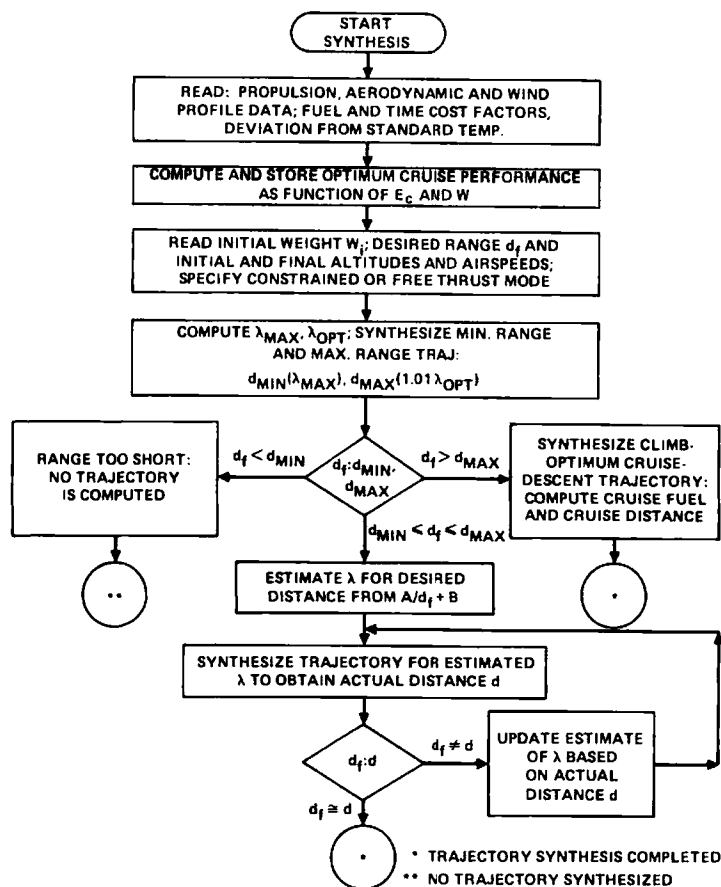 START
SYNTHESIS
READ: PROPULSION, AERODYNAMIC AND WIND
PROFILE DATA; FUEL AND TIME COST FACTORS,
DEVIATION FROM STANDARD TEMP.
COMPUTE AND STORE OPTIMUM CRUISE PERFORMANCE
AS FUNCTION OF E_c AND W
READ INITIAL WEIGHT W_i; DESIRED RANGE d_f AND
INITIAL AND FINAL ALTITUDES AND AIRSPEEDS;
SPECIFY CONSTRAINED OR FREE THRUST MODE
COMPUTE λ_MAX, λ_OPT; SYNTHESIZE MIN. RANGE
AND MAX. RANGE TRAJ:
d_MIN(λ_MAX), d_MAX(1.01 λ_OPT)
d_f:d_MIN,
d_MAX
d_f < d_MIN
RANGE TOO SHORT:
NO TRAJECTORY
IS COMPUTED
**
d_f > d_MAX
SYNTHESIZE CLIMB-
OPTIMUM CRUISE-
DESCENT TRAJECTORY:
COMPUTE CRUISE FUEL
AND CRUISE DISTANCE
*
d_MIN ≤ d_f ≤ d_MAX
ESTIMATE λ FOR DESIRED
DISTANCE FROM A/d_f + B
SYNTHESIZE TRAJECTORY FOR ESTIMATED
λ TO OBTAIN ACTUAL DISTANCE d
d_f:d
d_f ≠ d
UPDATE ESTIMATE
OF λ BASED
ON ACTUAL
DISTANCE d
d_f ≅ d
*
* TRAJECTORY SYNTHESIS COMPLETED
** NO TRAJECTORY SYNTHESIZED